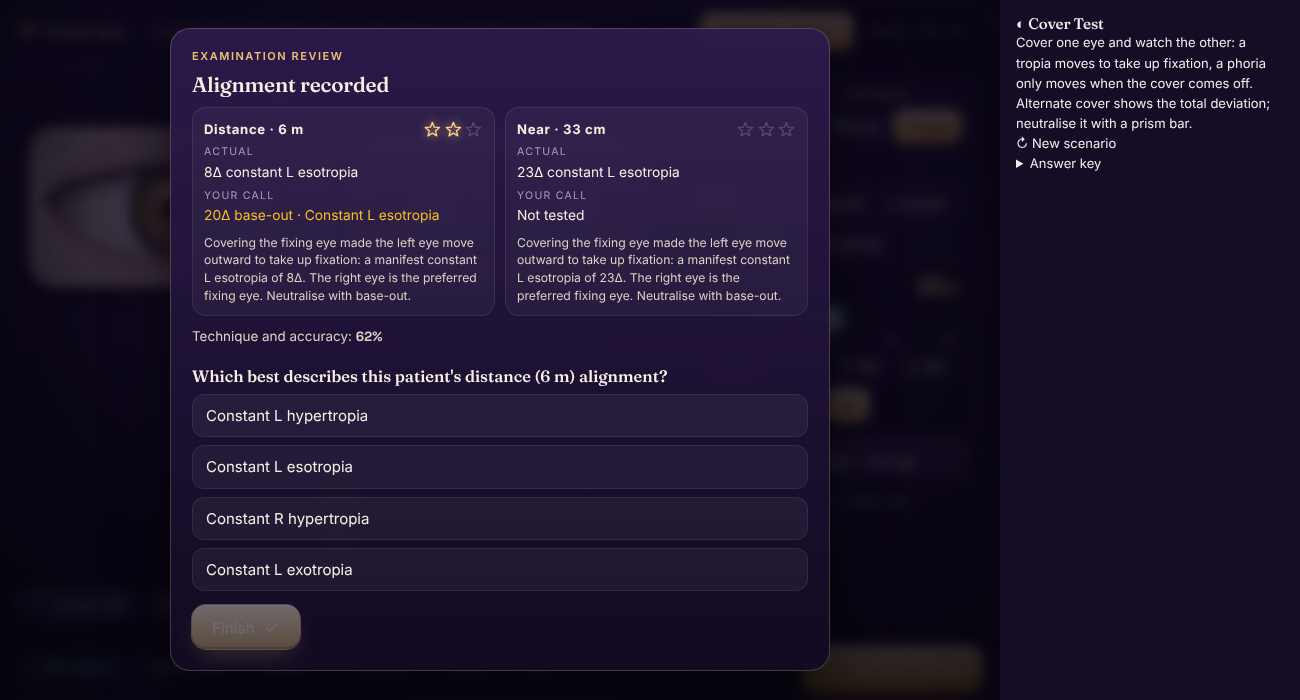 EXAMINATION REVIEW
Alignment recorded
Distance · 6 m
ACTUAL
8Δ constant L esotropia
YOUR CALL
20Δ base-out · Constant L esotropia
Covering the fixing eye made the left eye move
outward to take up fixation: a manifest constant
L esotropia of 8Δ. The right eye is the preferred
fixing eye. Neutralise with base-out.
Near · 33 cm
ACTUAL
23Δ constant L esotropia
YOUR CALL
Not tested
Covering the fixing eye made the left eye move
outward to take up fixation: a manifest constant
L esotropia of 23Δ. The right eye is the
preferred fixing eye. Neutralise with base-out.
Technique and accuracy: 62%
Which best describes this patient's distance (6 m) alignment?
Constant L hypertropia
Constant L esotropia
Constant R hypertropia
Constant L exotropia
Finish ✓
Cover Test
Cover one eye and watch the other: a
tropia moves to take up fixation, a phoria
only moves when the cover comes off.
Alternate cover shows the total deviation;
neutralise it with a prism bar.
↻ New scenario
▶ Answer key